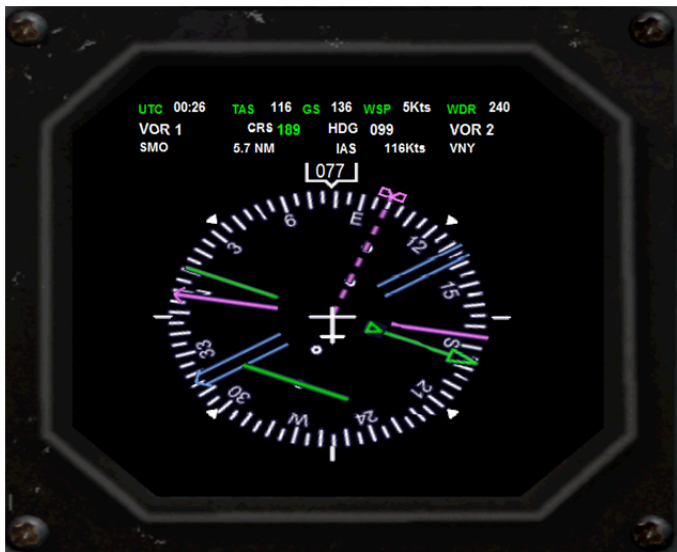 UTC 00:26 TAS 116 GS 136 WSP 5Kts WDR 240
VOR 1 CRS 189 HDG 099 VOR 2
SMO 5.7 NM IAS 116Kts VNY
077
E
6
3
12
15
S
33
21
30
24
W